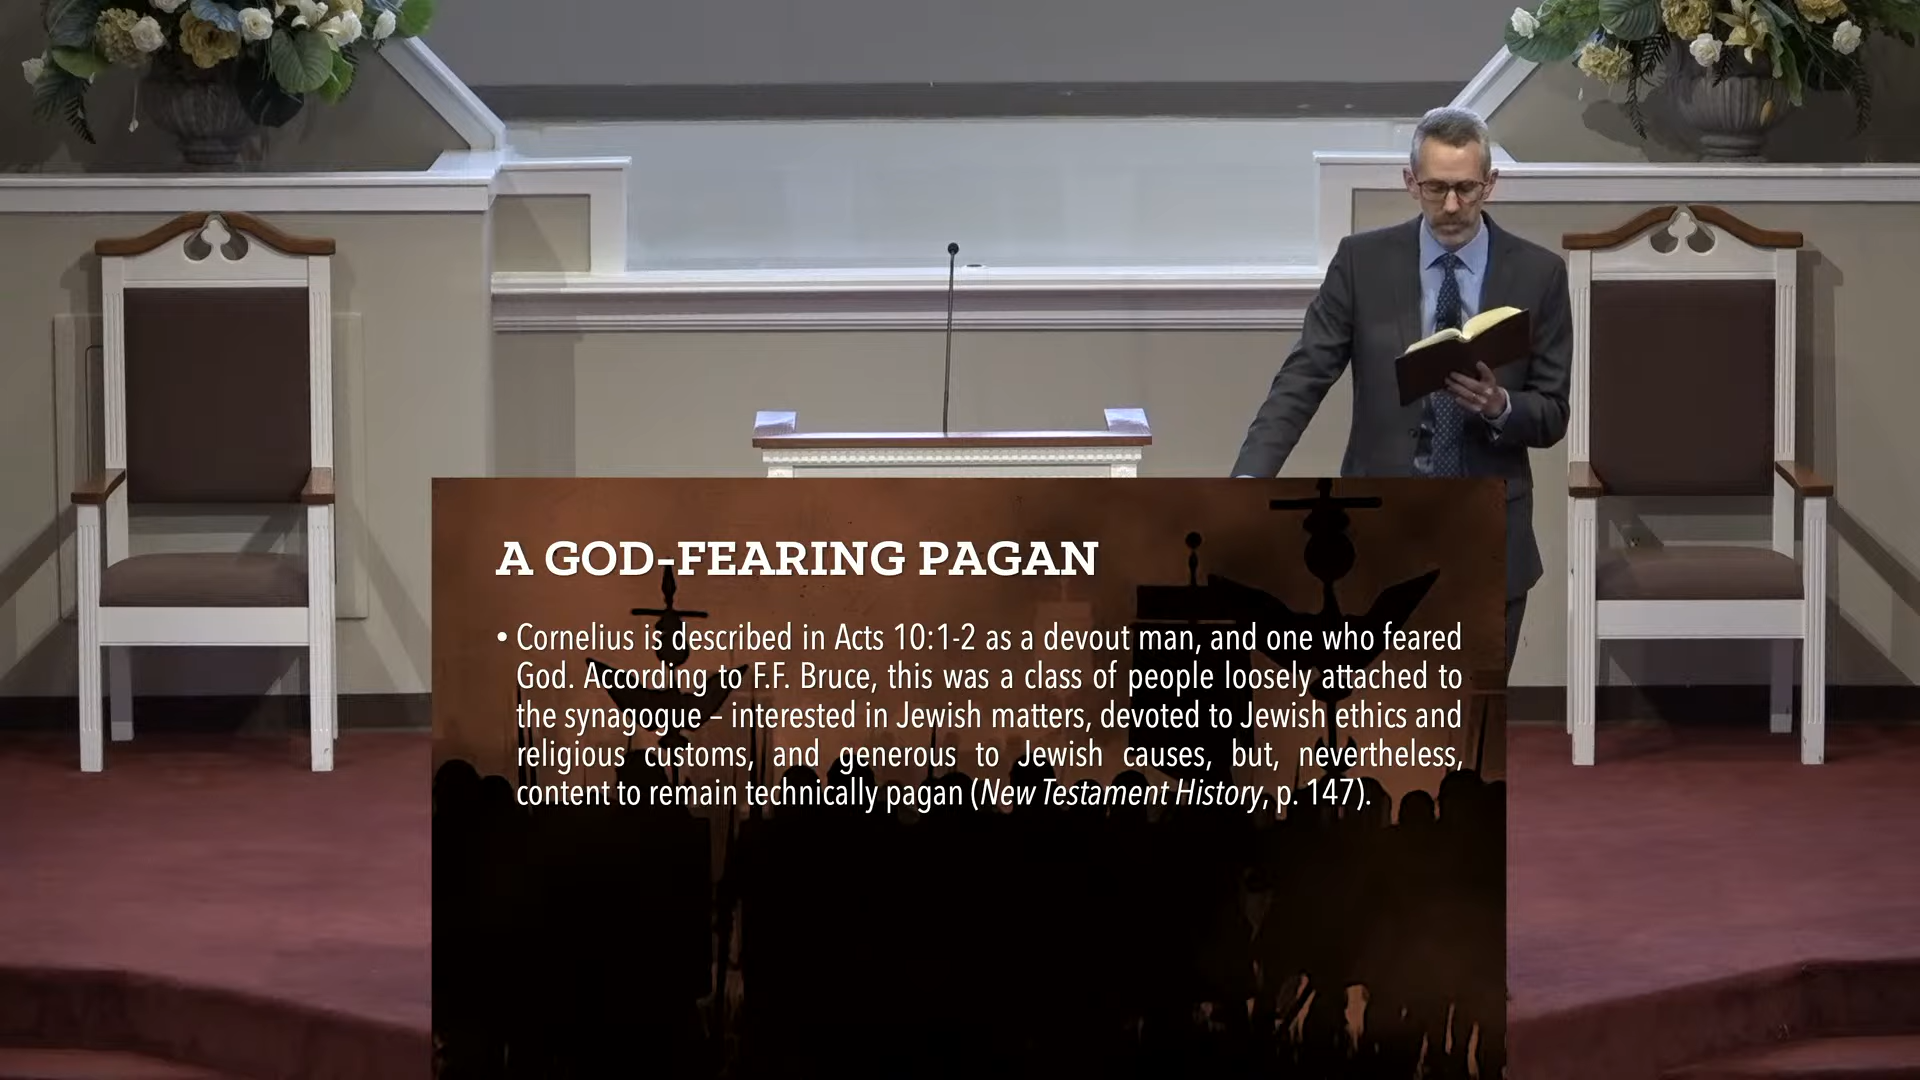 A GOD-FEARING PAGAN
• Cornelius is described in Acts 10:1-2 as a devout man, and one who feared
God. According to F.F. Bruce, this was a class of people loosely attached to
the synagogue – interested in Jewish matters, devoted to Jewish ethics and
religious customs, and generous to Jewish causes, but, nevertheless,
content to remain technically pagan (New Testament History, p. 147).